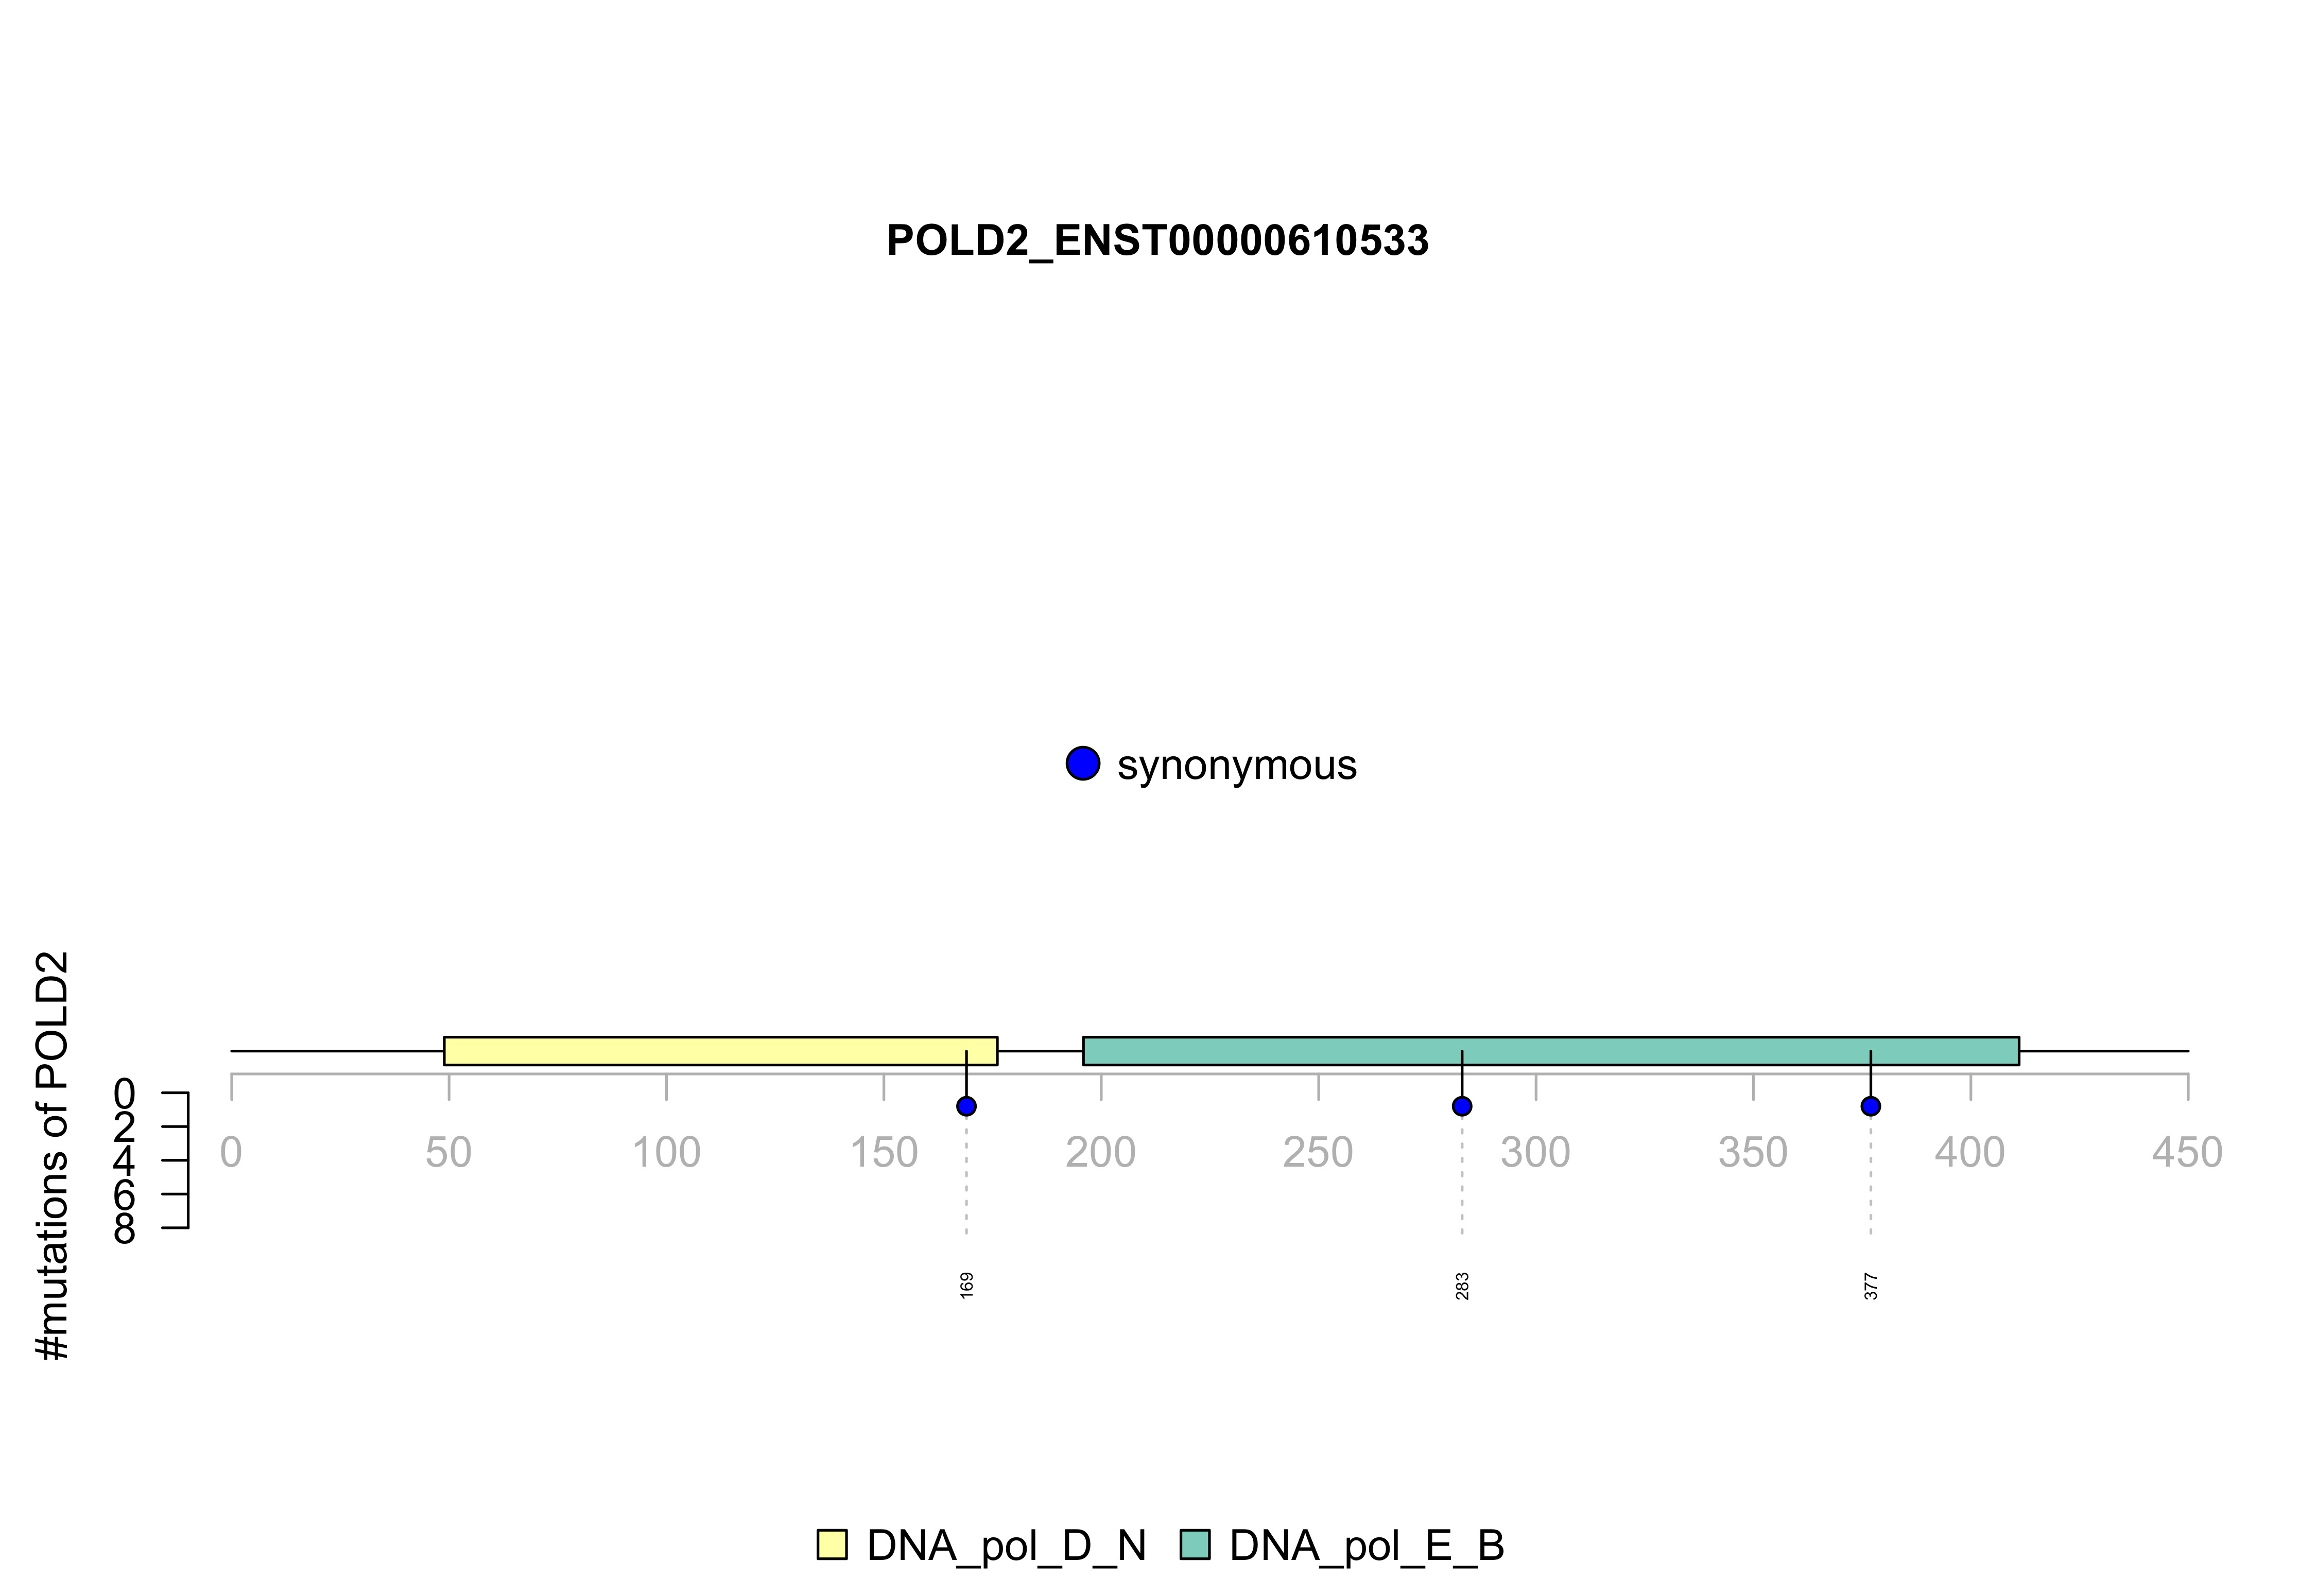 POLD2_ENST00000610533
synonymous
#mutations of POLD2
0
2
4
6
8
0 50 100 150 200 250 300 350 400 450
169 283 377
DNA_pol_D_N DNA_pol_E_B